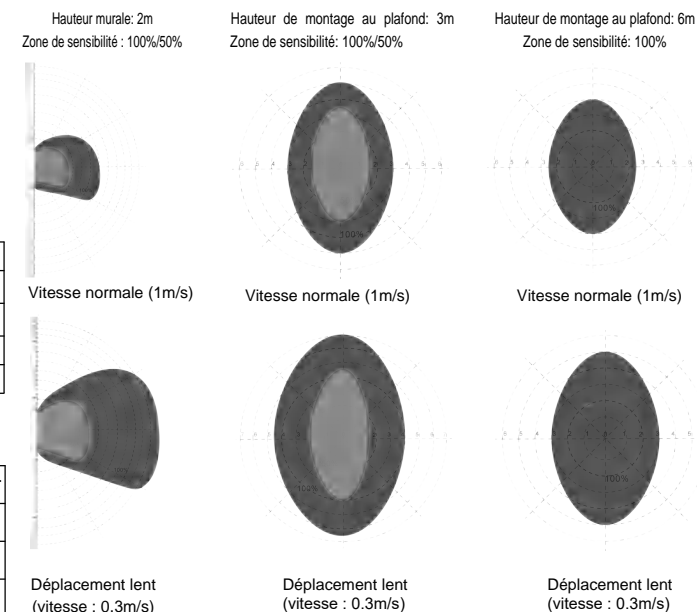 Hauteur murale: 2m
Zone de sensibilité : 100%/50%
Hauteur de montage au plafond: 3m
Zone de sensibilité: 100%/50%
Hauteur de montage au plafond: 6m
Zone de sensibilité: 100%
100%
100%
Vitesse normale (1m/s)
Vitesse normale (1m/s)
Vitesse normale (1m/s)
100%
100%
Déplacement lent
(vitesse : 0.3m/s)
Déplacement lent
(vitesse : 0.3m/s)
Déplacement lent
(vitesse : 0.3m/s)